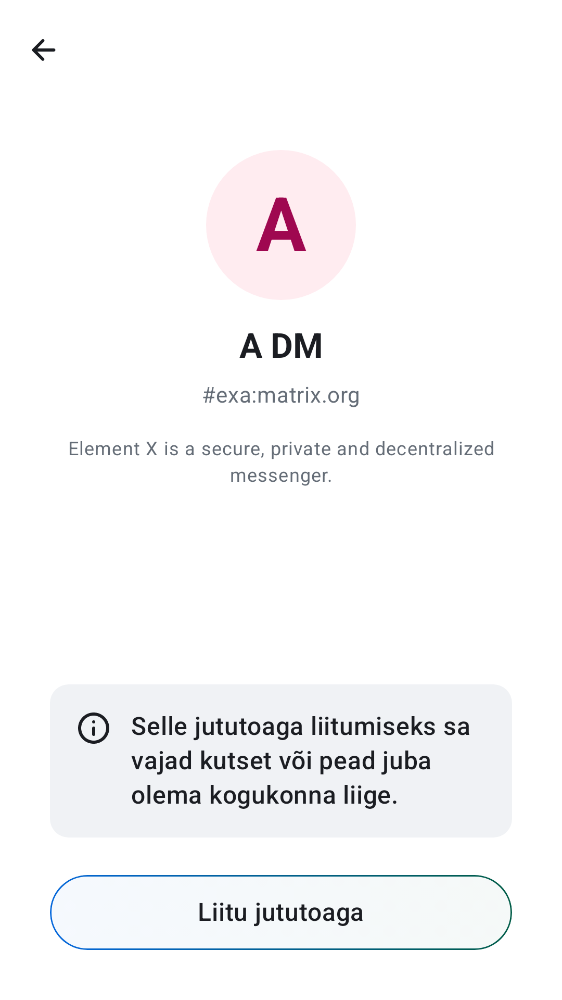 A
A DM
#exa:matrix.org
Element X is a secure, private and decentralized
messenger.
Selle jututoaga liitumiseks sa
vajad kutset või pead juba
olema kogukonna liige.
Liitu jututoaga